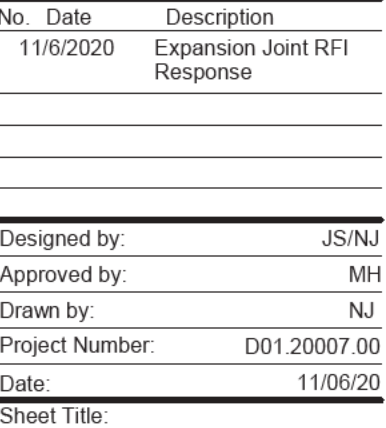 No. Date Description
11/6/2020 Expansion Joint RFI
Response
Designed by: JS/NJ
Approved by: MH
Drawn by: NJ
Project Number: D01.20007.00
Date: 11/06/20
Sheet Title: